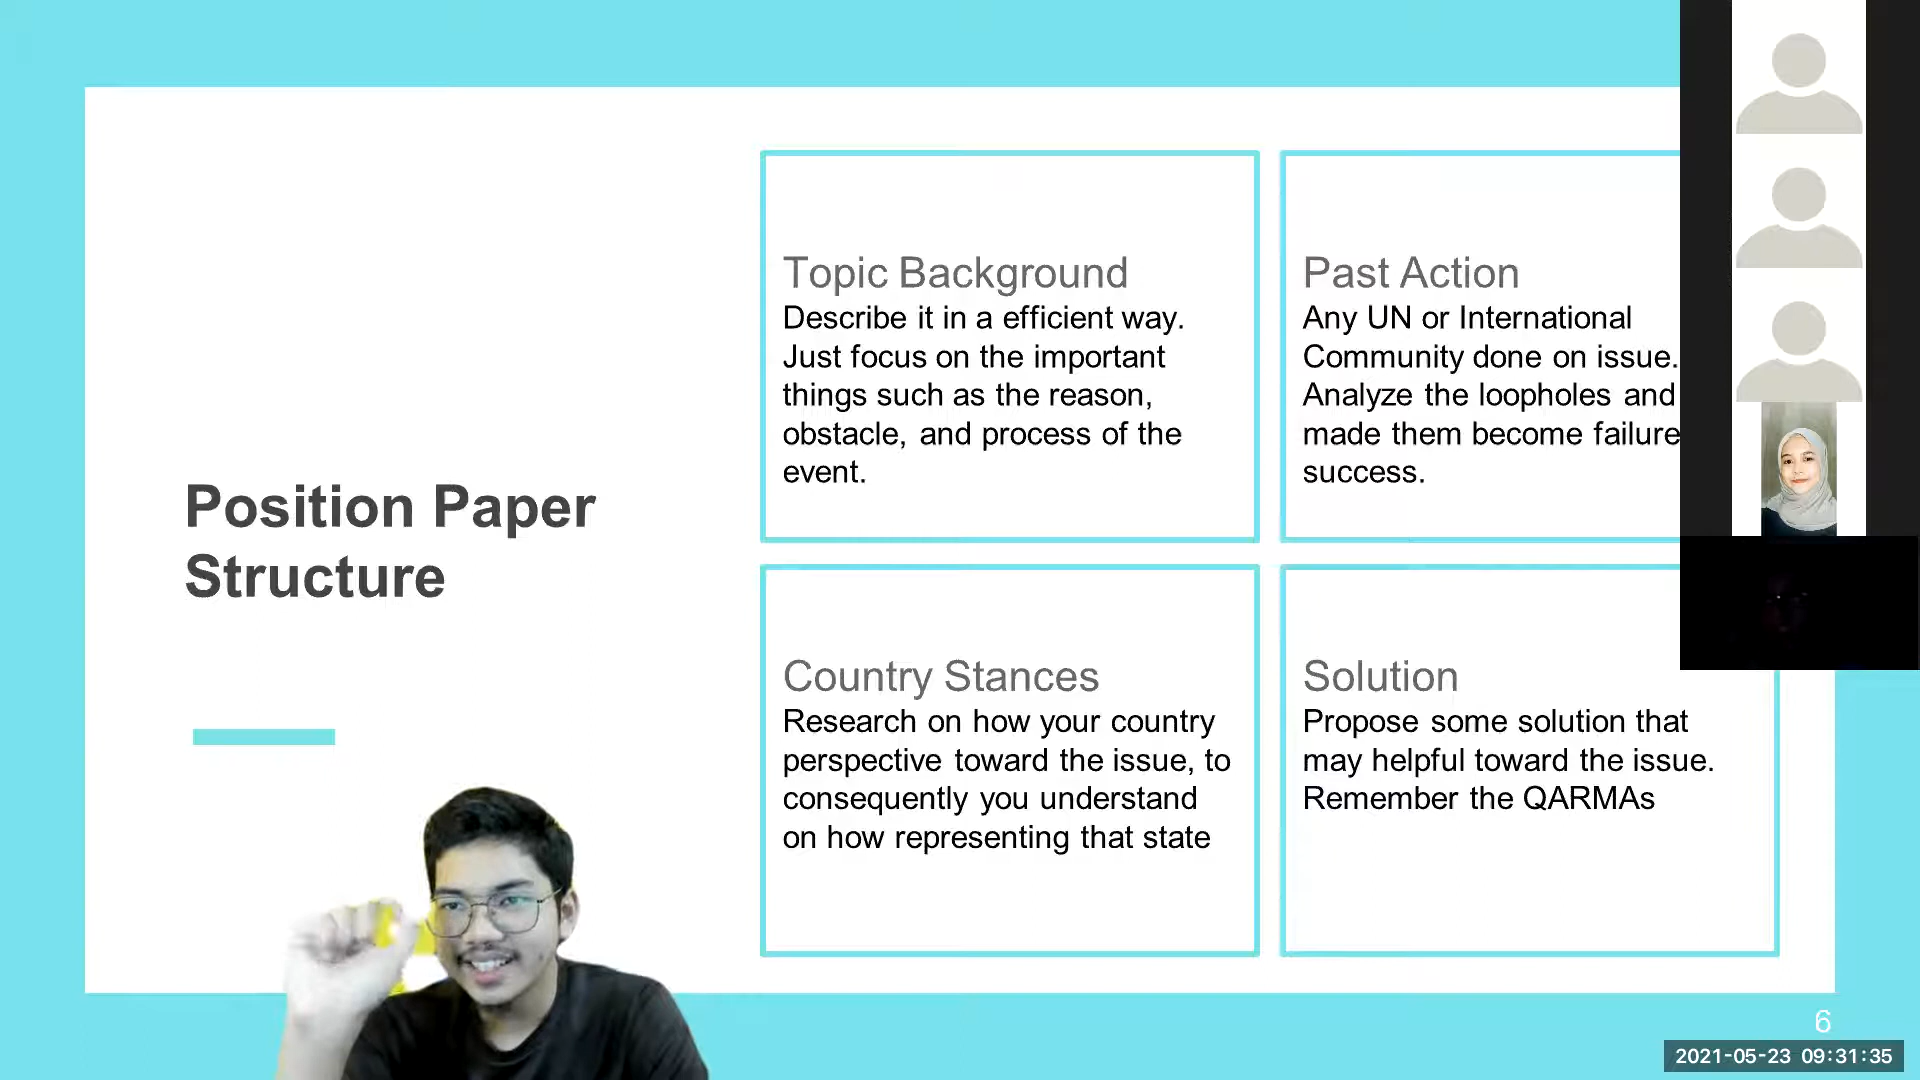 Position Paper
Structure
Topic Background
Describe it in a efficient way.
Just focus on the important
things such as the reason,
obstacle, and process of the
event.
Past Action
Any UN or International
Community done on issue.
Analyze the loopholes and
made them become failure
success.
Country Stances
Research on how your country
perspective toward the issue, to
consequently you understand
on how representing that state
Solution
Propose some solution that
may helpful toward the issue.
Remember the QARMAs
6
2021-05-23 09:31:35